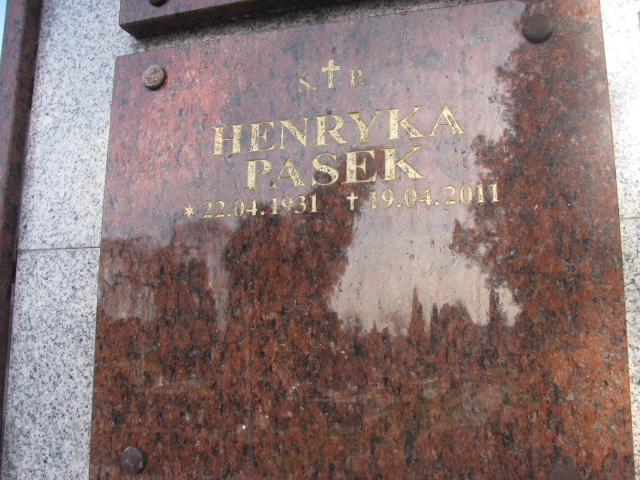 Ś. ✝ P.
HENRYKA
PASEK
* 22.04.1931 ✝ 19.04.2011